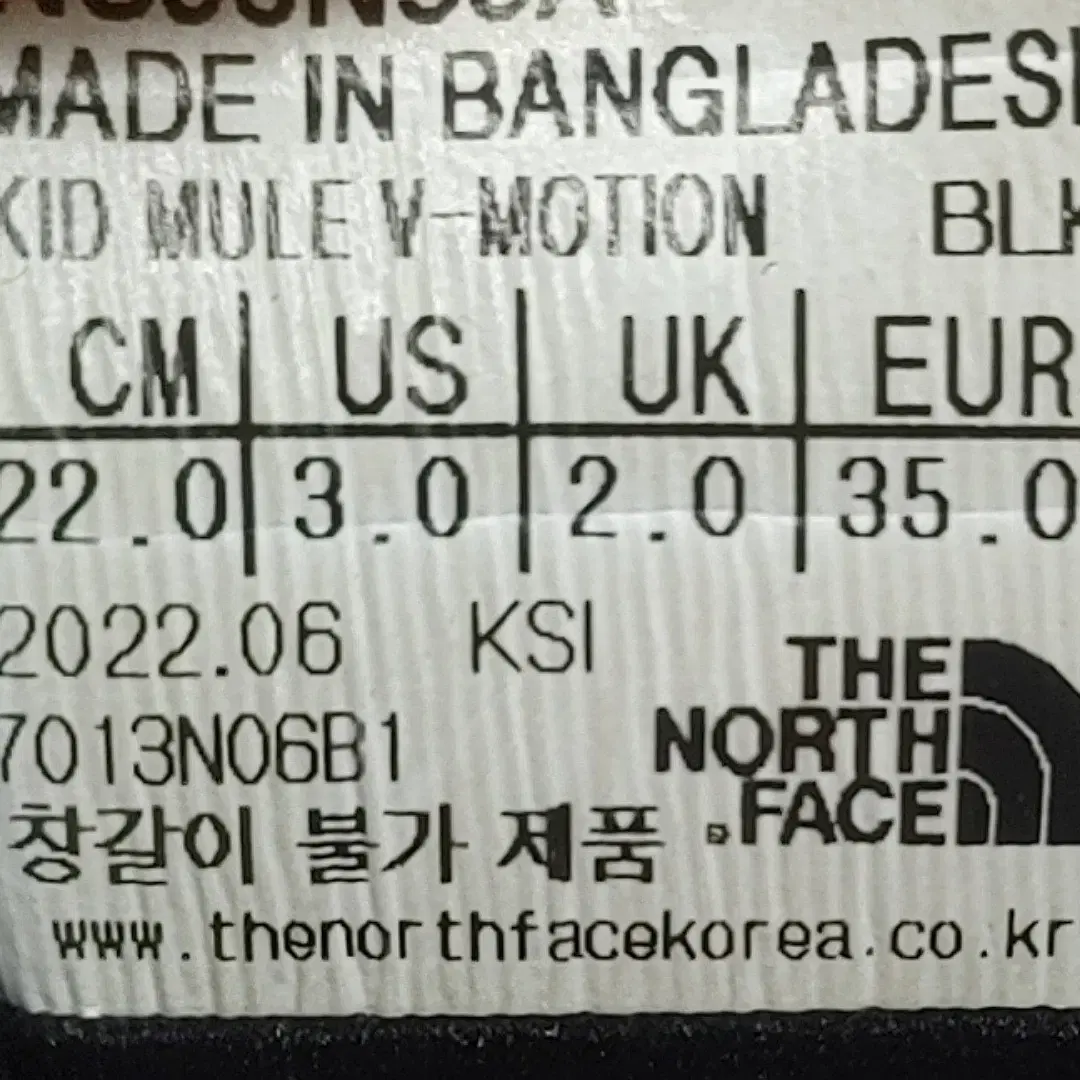 MADE IN BANGLADESH
KID MULE V-MOTION BLK
CM US UK EUR
22.0 3.0 2.0 35.0
2022.06 KSI
7013N06B1
THE
NORTH
FACE
창갈이 불가 제품
www.thenorthfacekorea.co.kr